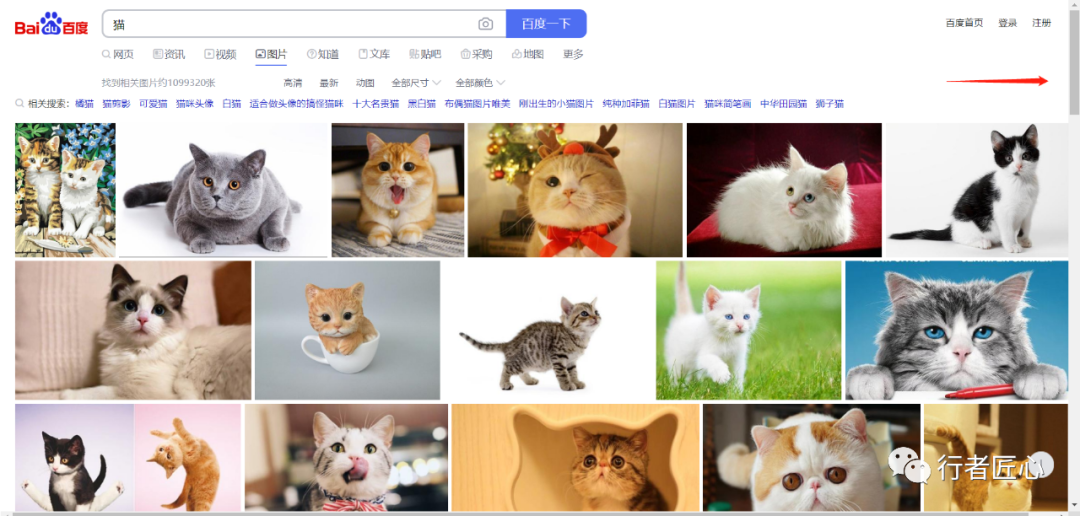 Bai du 百度
猫
百度一下
百度首页 登录 注册
网页 资讯 视频 图片 知道 文库 贴吧 采购 地图 更多
找到相关图片约1099320张 高清 最新 动图 全部尺寸 全部颜色
相关搜索: 橘猫 猫剪影 可爱猫 猫咪头像 白猫 适合做头像的搞怪猫咪 十大名贵猫 黑白猫 布偶猫图片唯美 刚出生的小猫图片 纯种加菲猫 白猫图片 猫咪简笔画 中华田园猫 狮子猫
行者匠心